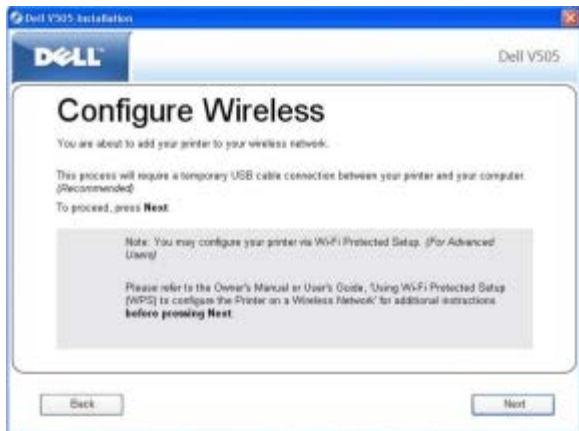 Dell V505 Installation
DELL
Dell V505
Configure Wireless
You are about to add your printer to your wireless network.
This process will require a temporary USB cable connection between your printer and your computer.
(Recommended)
To proceed, press Next
Note: You may configure your printer via Wi-Fi Protected Setup. (For Advanced
Users)
Please refer to the Owner's Manual or User's Guide, 'Using Wi-Fi Protected Setup
(WPS) to configure the Printer on a Wireless Network' for additional instructions
before pressing Next.
Back
Next